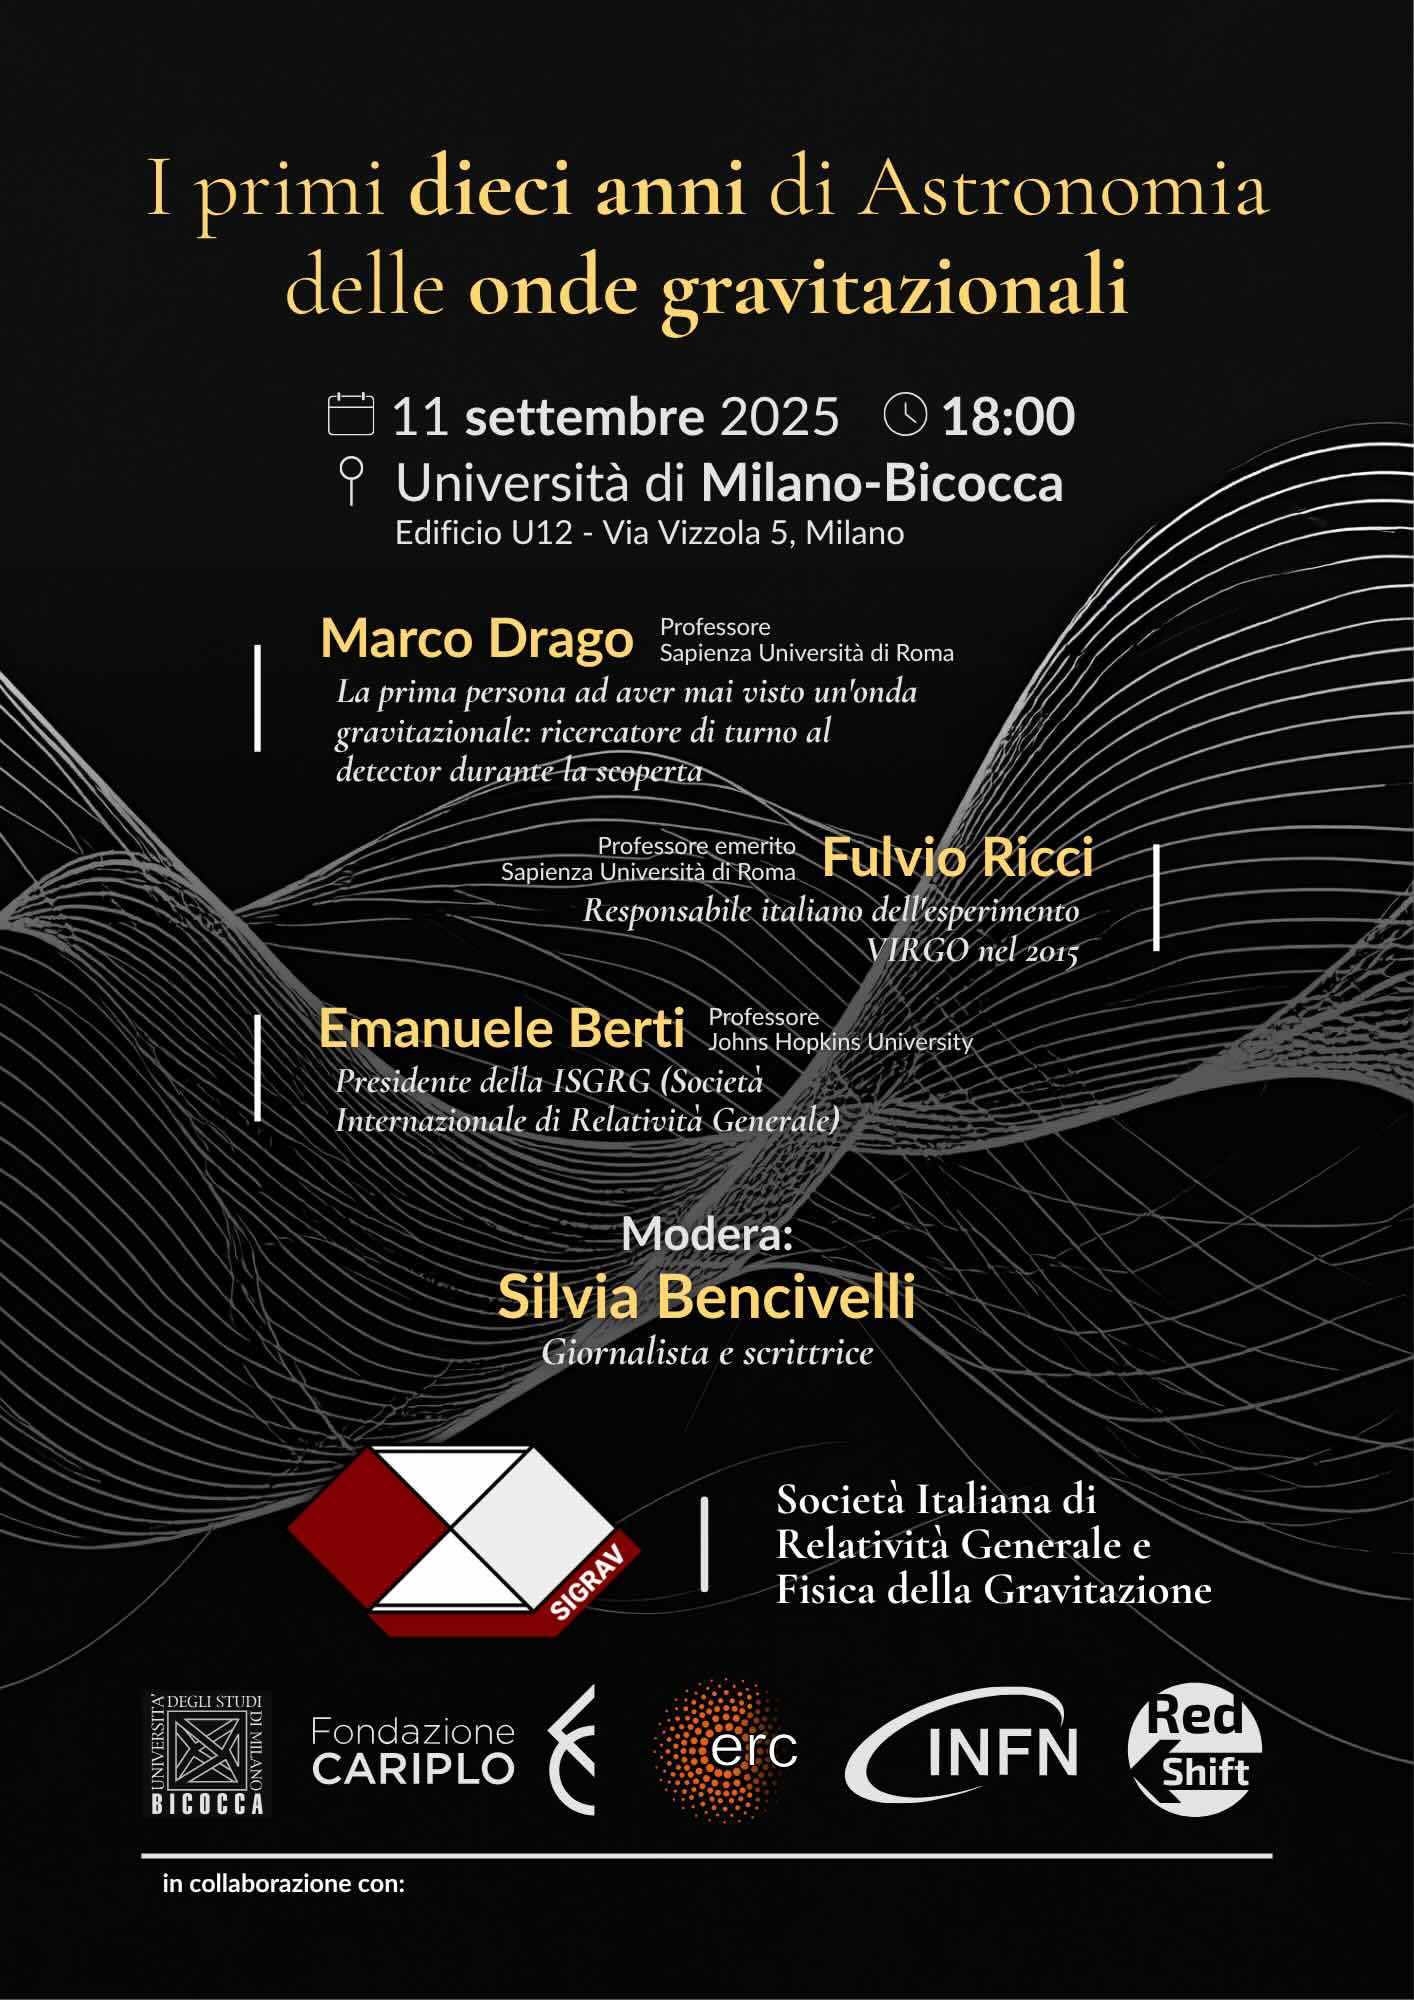 I primi dieci anni di Astronomia
delle onde gravitazionali
11 settembre 2025 18:00
Università di Milano-Bicocca
Edificio U12 - Via Vizzola 5, Milano
Marco Drago
Professore
Sapienza Università di Roma
La prima persona ad aver mai visto un'onda
gravitazionale: ricercatore di turno al
detector durante la scoperta
Professore emerito
Sapienza Università di Roma
Fulvio Ricci
Responsabile italiano dell'esperimento
VIRGO nel 2015
Emanuele Berti
Professore
Johns Hopkins University
Presidente della ISGRG (Società
Internazionale di Relatività Generale)
Modera:
Silvia Bencivelli
Giornalista e scrittrice
SIGRAV
Società Italiana di
Relatività Generale e
Fisica della Gravitazione
UNIVERSITA' DEGLI STUDI DI MILANO
BICOCCA
Fondazione
CARIPLO
erc
INFN
Red
Shift
in collaborazione con: